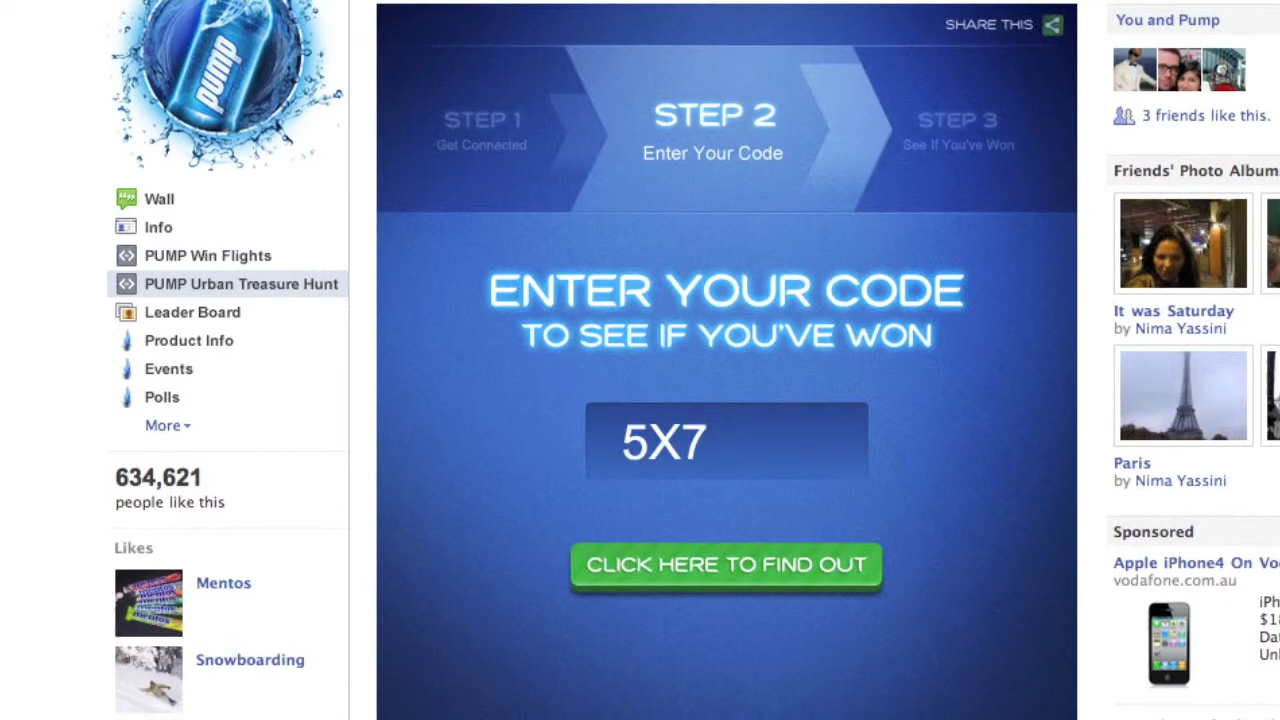 pump
Wall
Info
PUMP Win Flights
PUMP Urban Treasure Hunt
Leader Board
Product Info
Events
Polls
More
634,621
people like this
Likes
Mentos
Snowboarding
SHARE THIS
STEP 1
Get Connected
STEP 2
Enter Your Code
STEP 3
See If You've Won
ENTER YOUR CODE
TO SEE IF YOU'VE WON
5X7
CLICK HERE TO FIND OUT
You and Pump
3 friends like this.
Friends' Photo Album
It was Saturday
by Nima Yassini
Paris
by Nima Yassini
Sponsored
Apple iPhone4 On Vo
vodafone.com.au
iPh
$18
Dat
Unl